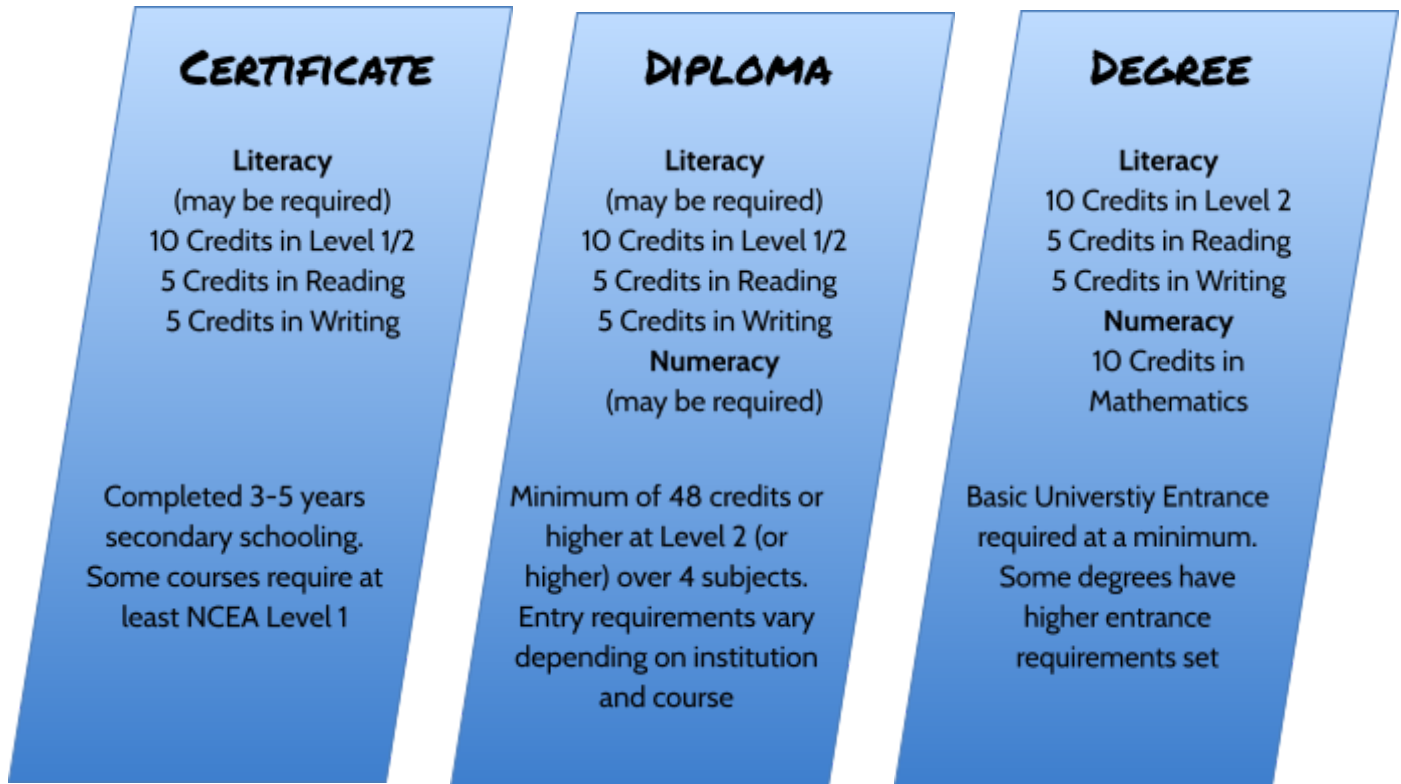 CERTIFICATE
Literacy
(may be required)
10 Credits in Level 1/2
5 Credits in Reading
5 Credits in Writing
Completed 3-5 years
secondary schooling.
Some courses require at
least NCEA Level 1
DIPLOMA
Literacy
(may be required)
10 Credits in Level 1/2
5 Credits in Reading
5 Credits in Writing
Numeracy
(may be required)
Minimum of 48 credits or
higher at Level 2 (or
higher) over 4 subjects.
Entry requirements vary
depending on institution
and course
DEGREE
Literacy
10 Credits in Level 2
5 Credits in Reading
5 Credits in Writing
Numeracy
10 Credits in
Mathematics
Basic Universtiy Entrance
required at a minimum.
Some degrees have
higher entrance
requirements set